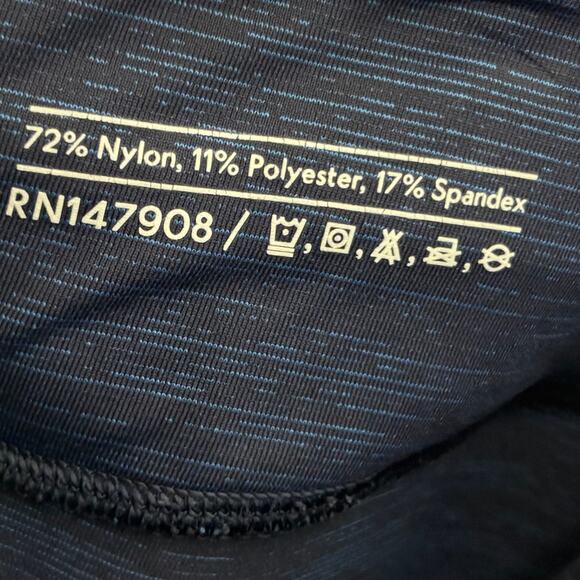 72% Nylon, 11% Polyester, 17% Spandex
RN147908 /